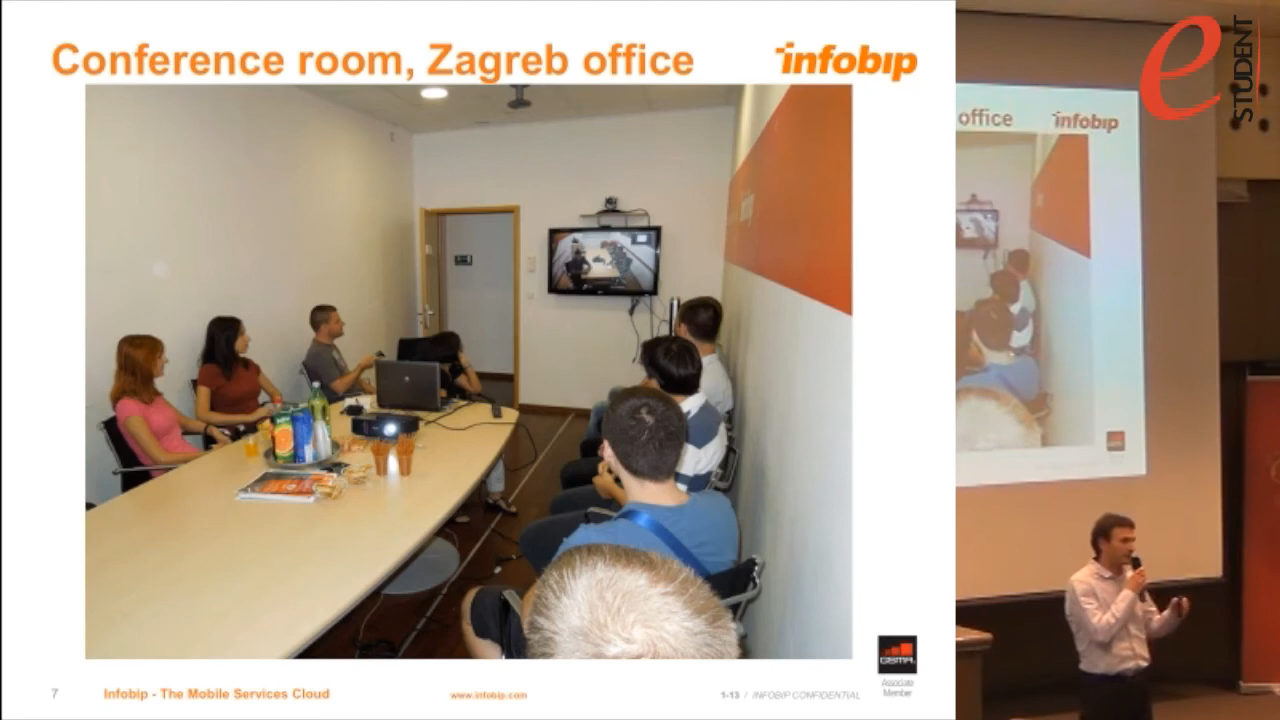 Conference room, Zagreb office
infobip
7
Infobip - The Mobile Services Cloud
www.infobip.com
1-13 / INFOBIP CONFIDENTIAL
GSMA
Associate
Member
e STUDENT
office
infobip